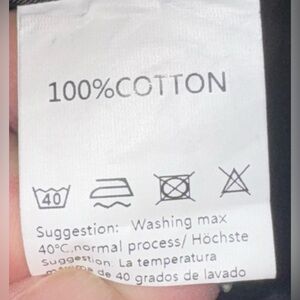 100%COTTON
40
Suggestion: Washing max
40°C,normal process/ Höchste
Suggestion: La temperatura
de 40 grados de lavado